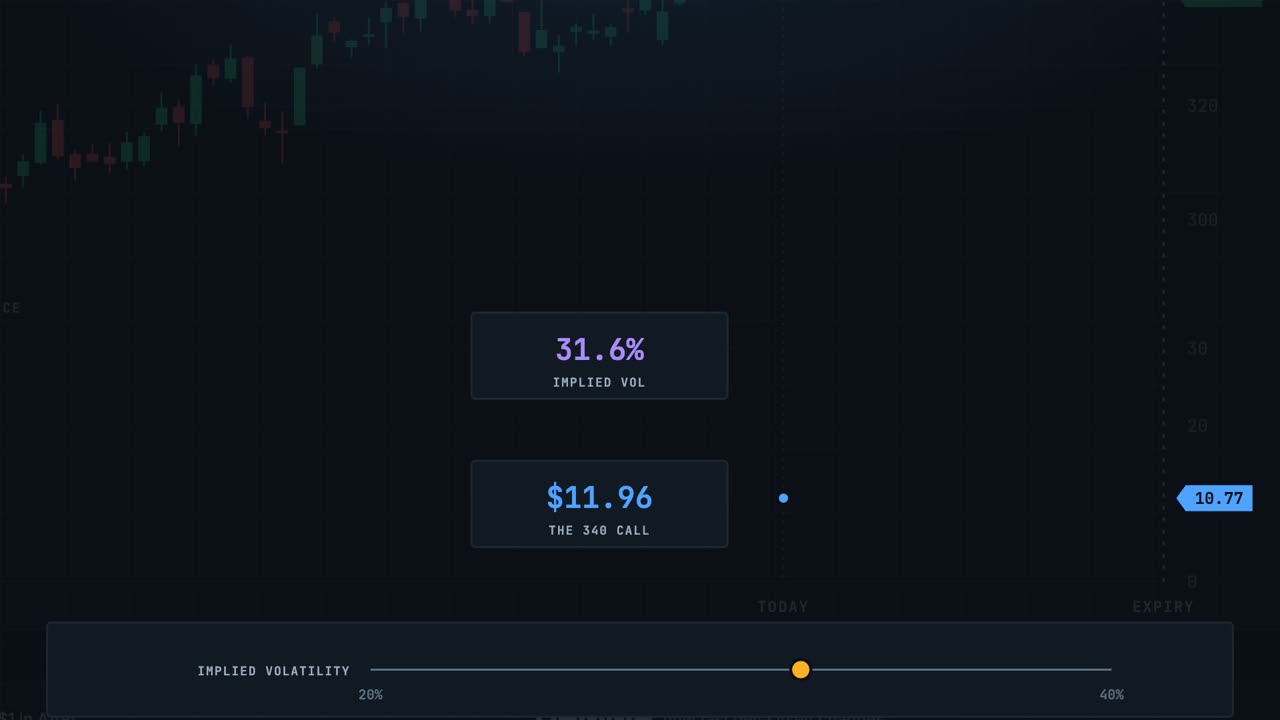 320
300
CE
31.6%
IMPLIED VOL
30
20
$11.96
THE 340 CALL
10.77
0
TODAY
EXPIRY
IMPLIED VOLATILITY
20%
40%